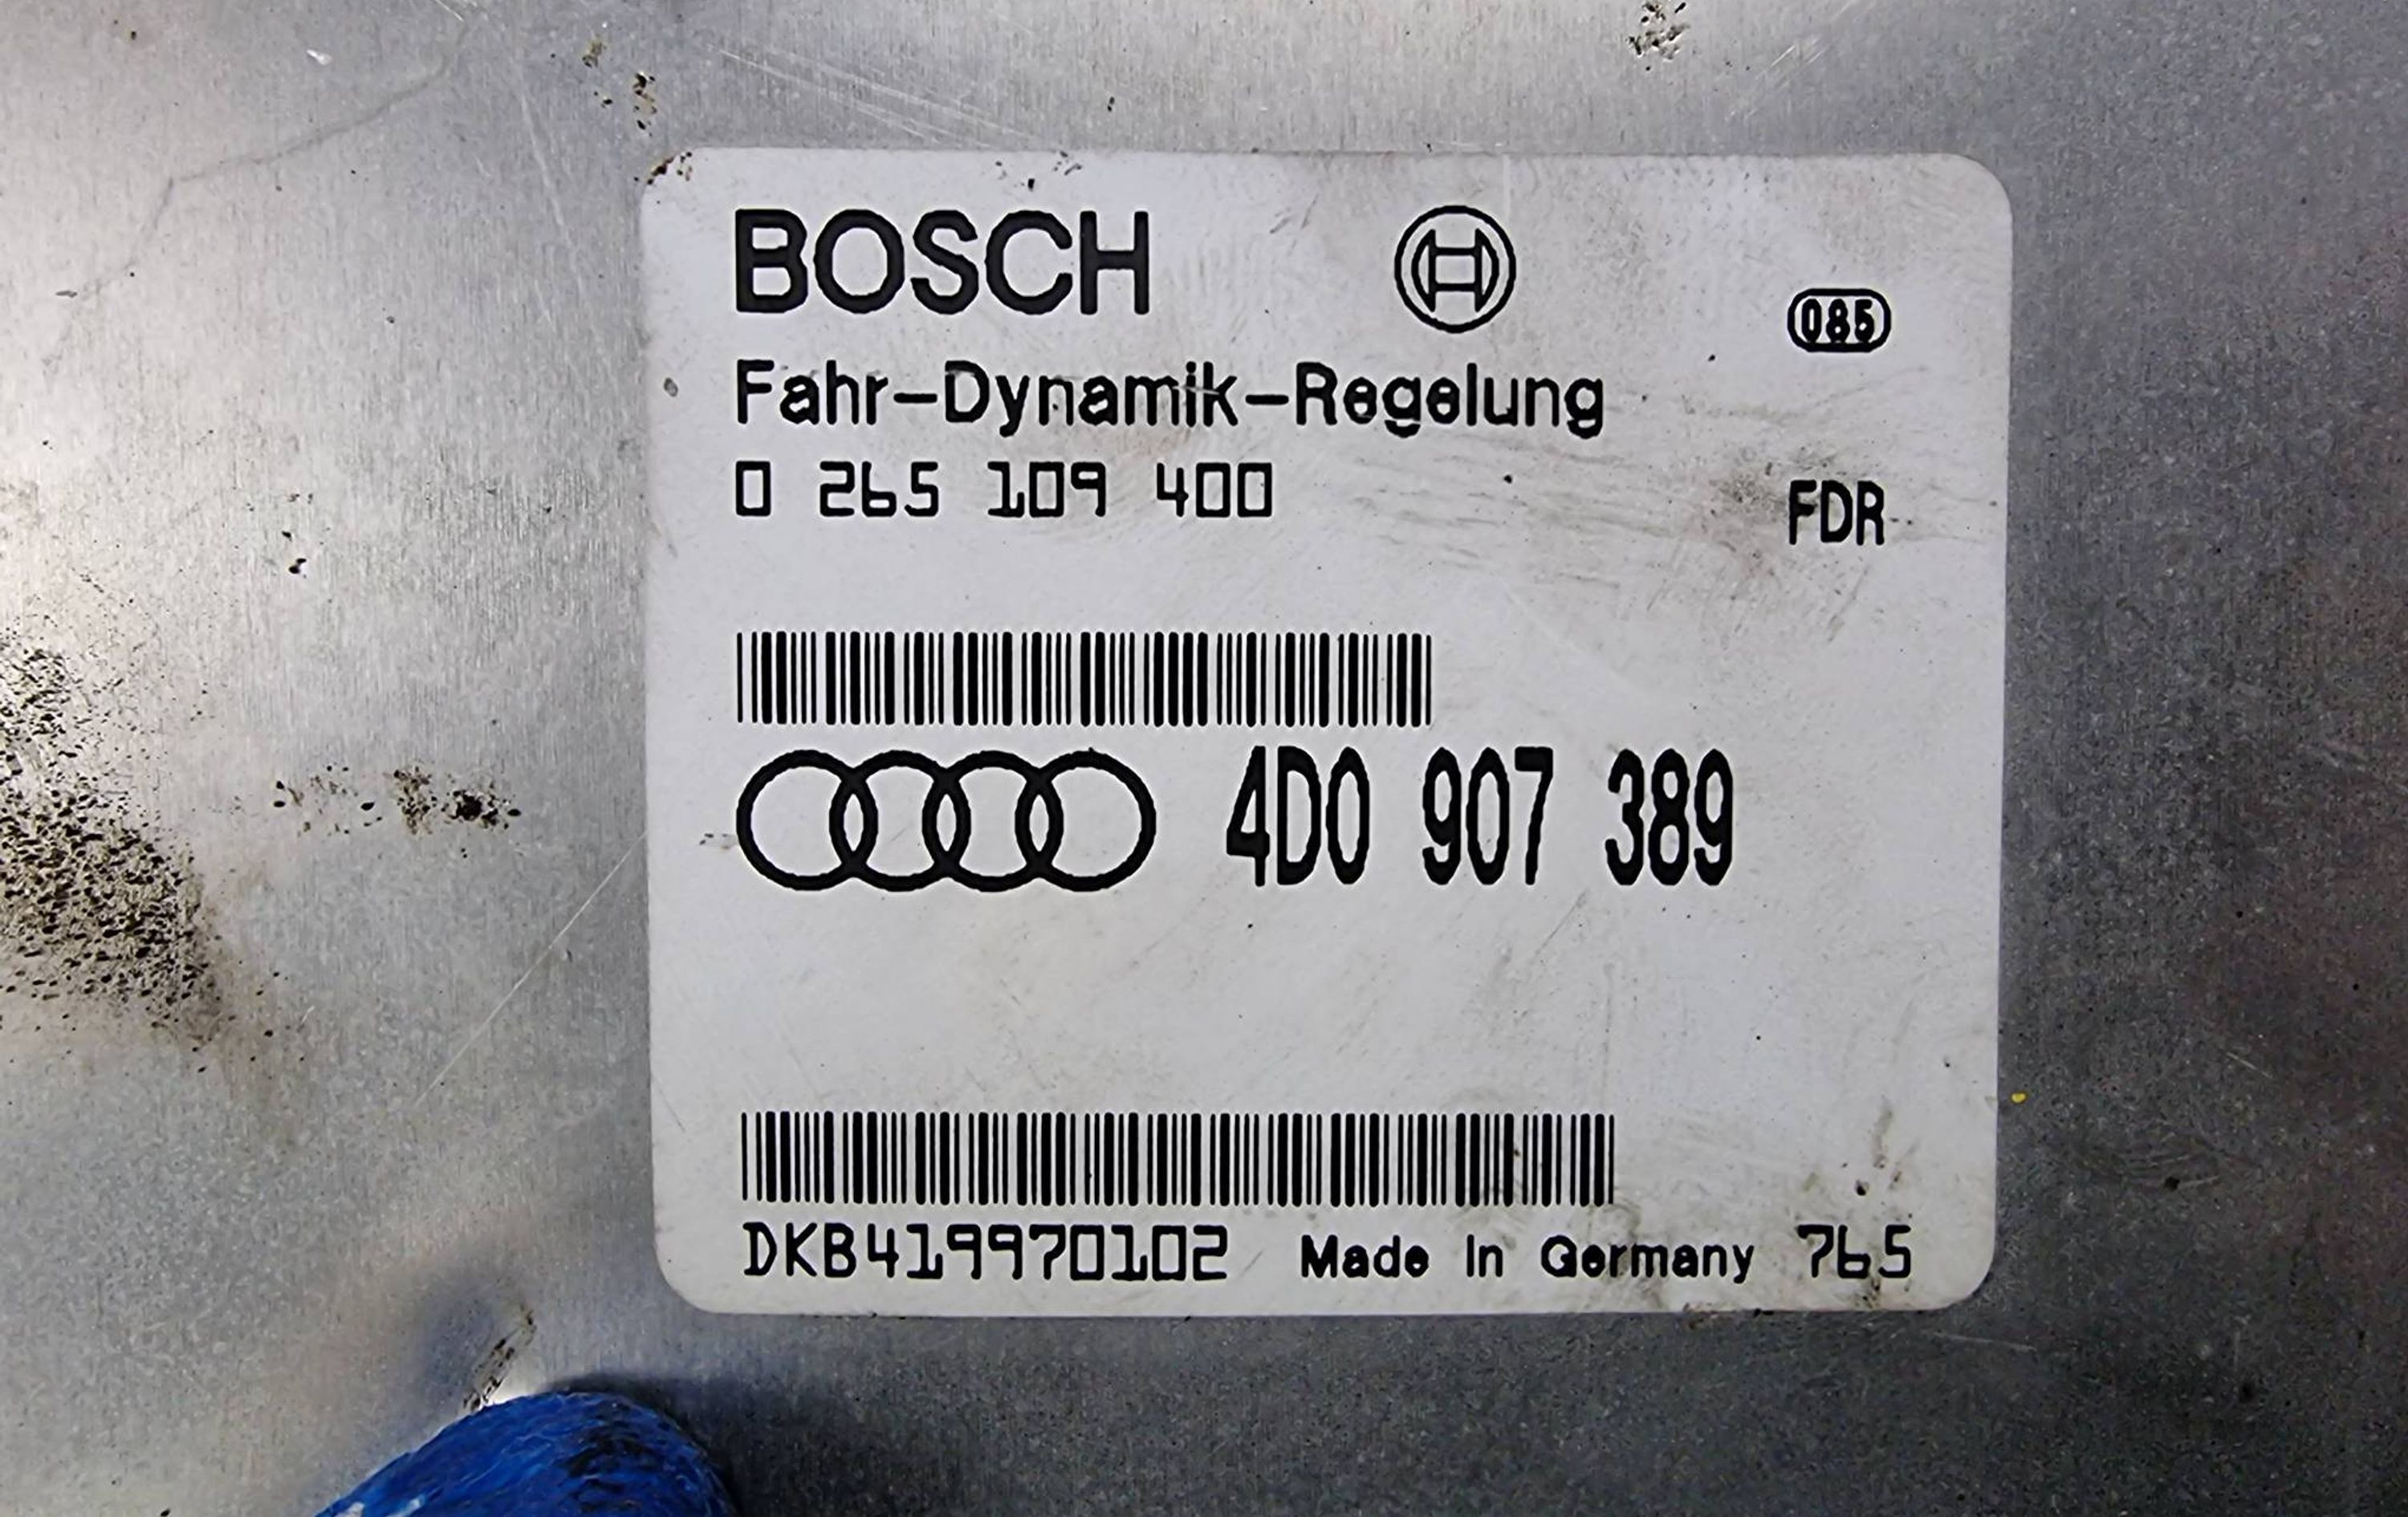 BOSCH
085
Fahr-Dynamik-Regelung
0 265 109 400
FDR
4D0 907 389
DKB419970102 Made In Germany 765